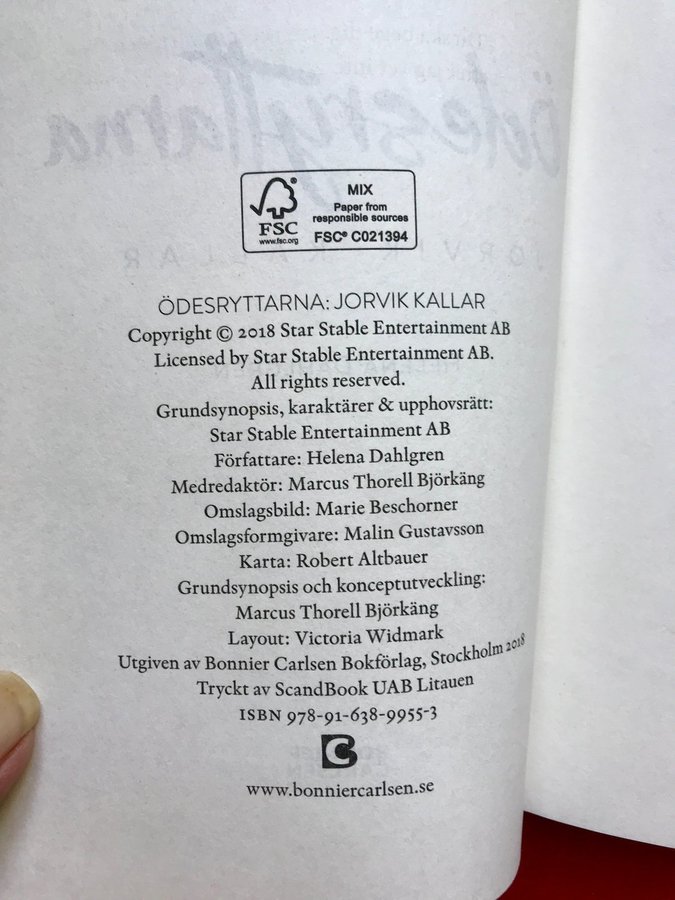 Ödesryttarna
JORVIK KALLAR
MIX
Paper from
responsible sources
FSC® C021394
FSC
www.fsc.org
ÖDESRYTTARNA: JORVIK KALLAR
Copyright © 2018 Star Stable Entertainment AB
Licensed by Star Stable Entertainment AB.
All rights reserved.
Grundsynopsis, karaktärer & upphovsrätt:
Star Stable Entertainment AB
Författare: Helena Dahlgren
Medredaktör: Marcus Thorell Björkäng
Omslagsbild: Marie Beschorner
Omslagsformgivare: Malin Gustavsson
Karta: Robert Altbauer
Grundsynopsis och konceptutveckling:
Marcus Thorell Björkäng
Layout: Victoria Widmark
Utgiven av Bonnier Carlsen Bokförlag, Stockholm 2018
Tryckt av ScandBook UAB Litauen
ISBN 978-91-638-9955-3
BC
www.bonniercarlsen.se